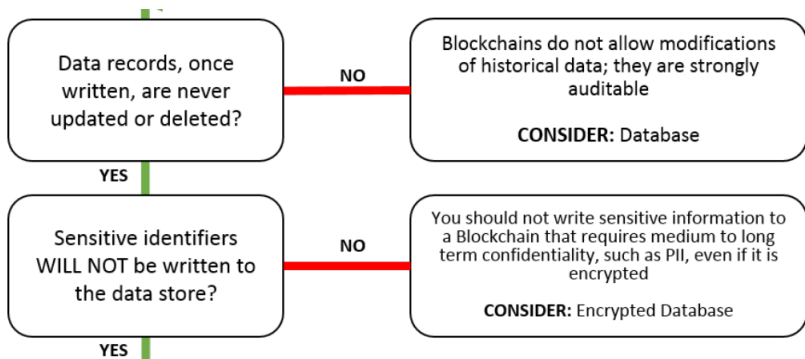 Data records, once
written, are never
updated or deleted?
NO
Blockchains do not allow modifications
of historical data; they are strongly
auditable
CONSIDER: Database
YES
Sensitive identifiers
WILL NOT be written to
the data store?
NO
You should not write sensitive information to
a Blockchain that requires medium to long
term confidentiality, such as PII, even if it is
encrypted
CONSIDER: Encrypted Database
YES